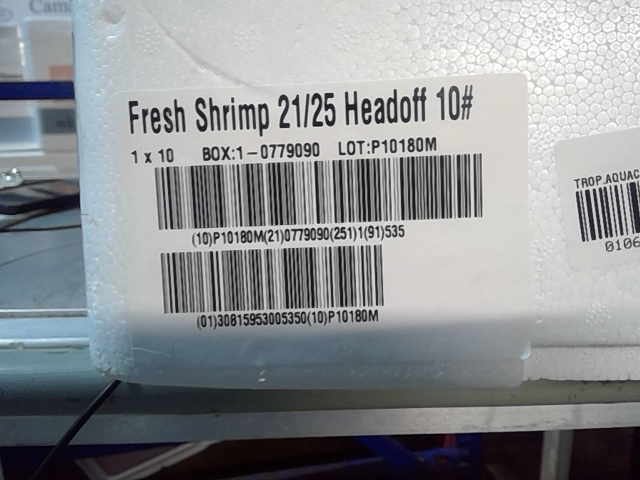 Fresh Shrimp 21/25 Headoff 10#
1 x 10 BOX:1-0779090 LOT:P10180M
(10)P10180M(21)0779090(251)1(91)535
(01)30815953005350(10)P10180M
TROP.AQUAC
0106